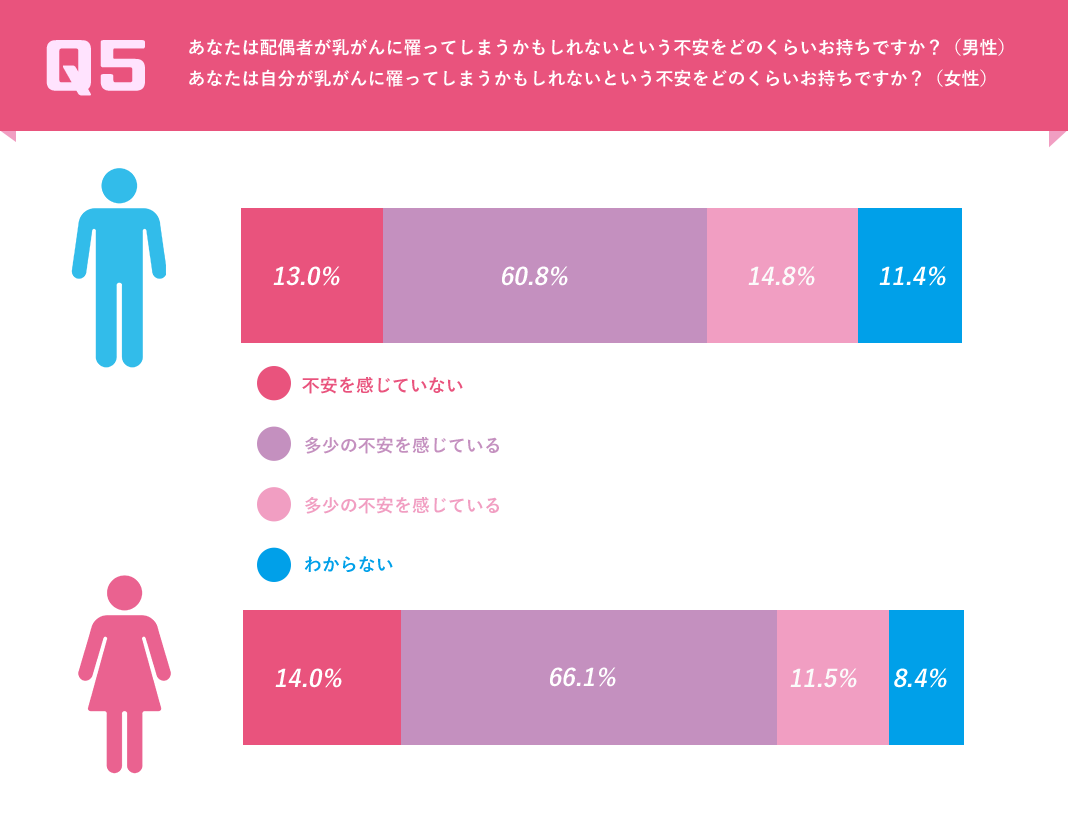 Q5
あなたは配偶者が乳がんに罹ってしまうかもしれないという不安をどのくらいお持ちですか？（男性）
あなたは自分が乳がんに罹ってしまうかもしれないという不安をどのくらいお持ちですか？（女性）
13.0% 60.8% 14.8% 11.4%
不安を感じていない
多少の不安を感じている
多少の不安を感じている
わからない
14.0% 66.1% 11.5% 8.4%